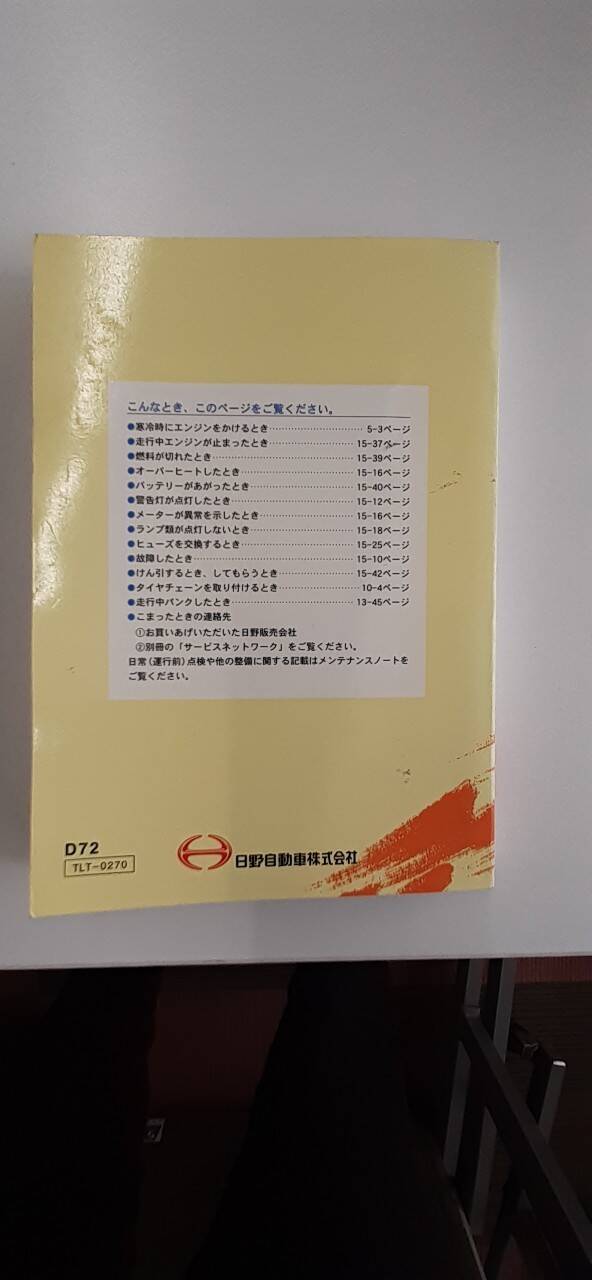 こんなとき、このページをご覧ください。
●寒冷時にエンジンをかけるとき……………………5-3ページ
●走行中エンジンが止まったとき……………………15-37ページ
●燃料が切れたとき……………………15-39ページ
●オーバーヒートしたとき……………………15-16ページ
●バッテリーがあがったとき……………………15-40ページ
●警告灯が点灯したとき……………………15-12ページ
●メーターが異常を示したとき……………………15-16ページ
●ランプ類が点灯しないとき……………………15-18ページ
●ヒューズを交換するとき……………………15-25ページ
●故障したとき……………………15-10ページ
●けん引するとき、してもらうとき……………………15-42ページ
●タイヤチェーンを取り付けるとき……………………10-4ページ
●走行中パンクしたとき……………………13-45ページ
●こまったときの連絡先
①お買いあげいただいた日野販売会社
②別冊の「サービスネットワーク」をご覧ください。
日常(運行前)点検や他の整備に関する記載はメンテナンスノートを
ご覧ください。
D72
TLT-0270
日野自動車株式会社